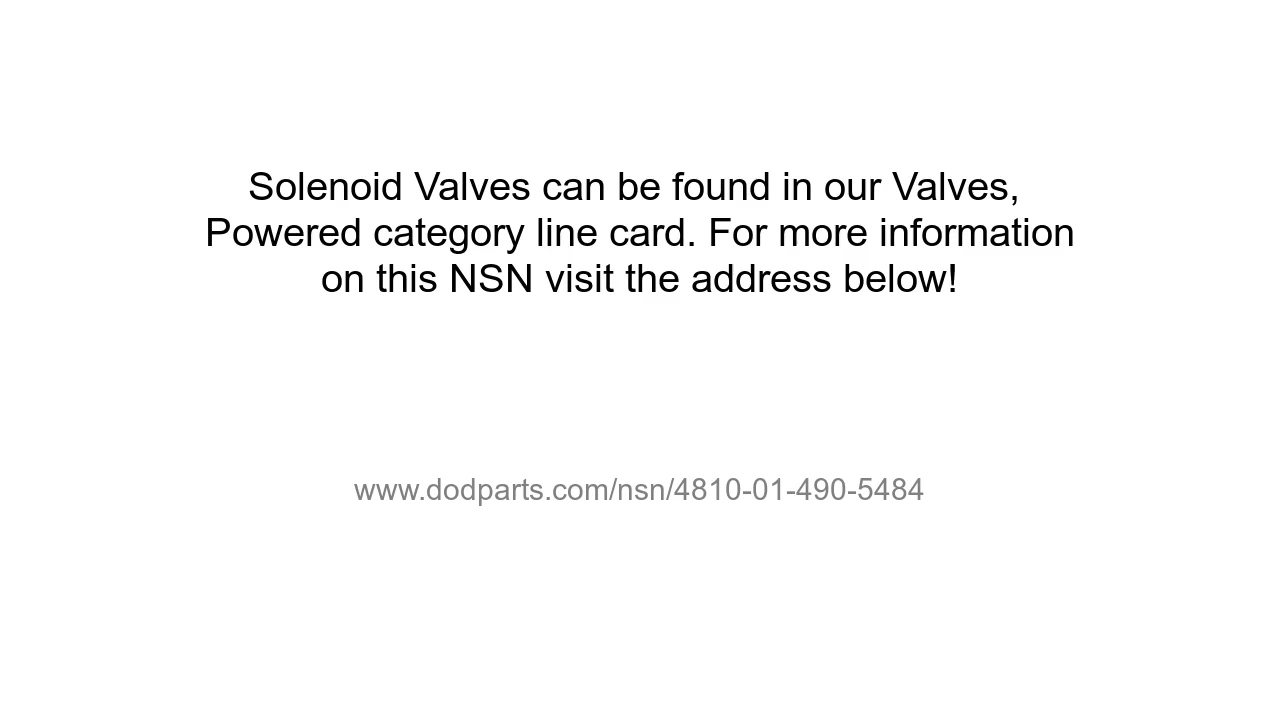 Solenoid Valves can be found in our Valves,
Powered category line card. For more information
on this NSN visit the address below!
www.dodparts.com/nsn/4810-01-490-5484